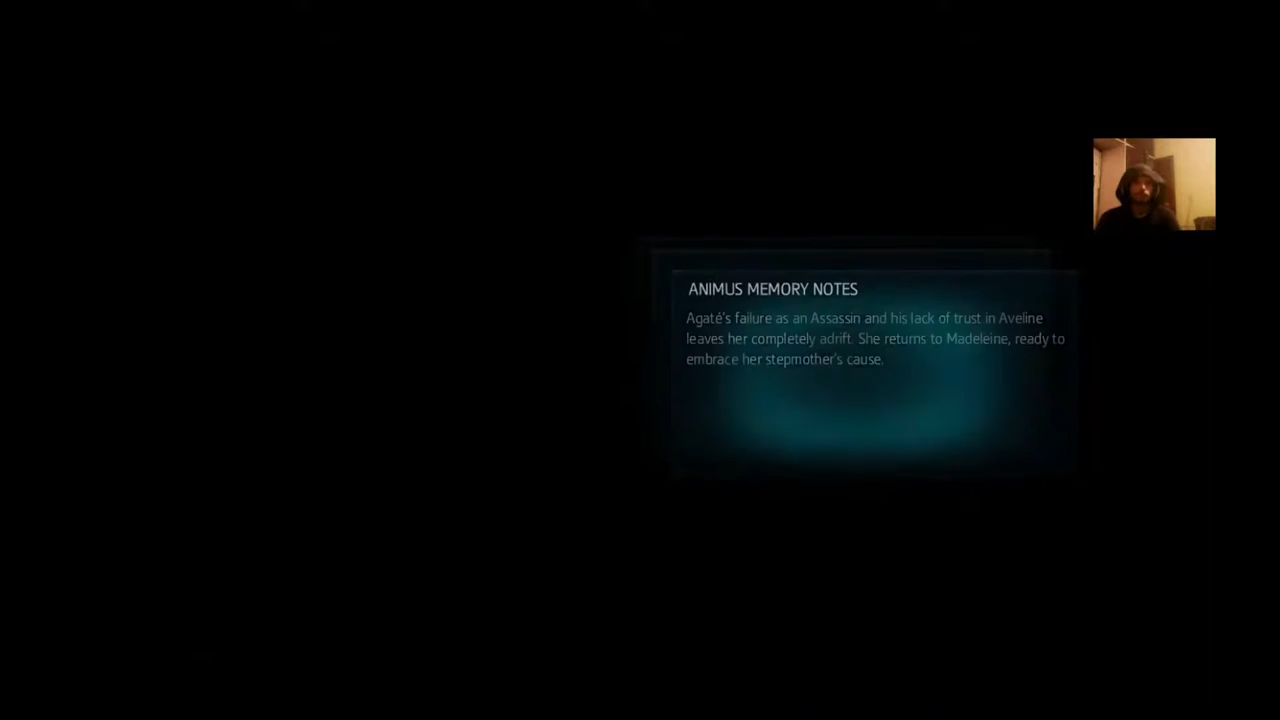 ANIMUS MEMORY NOTES
Agaté's failure as an Assassin and his lack of trust in Aveline
leaves her completely adrift. She returns to Madeleine, ready to
embrace her stepmother's cause.